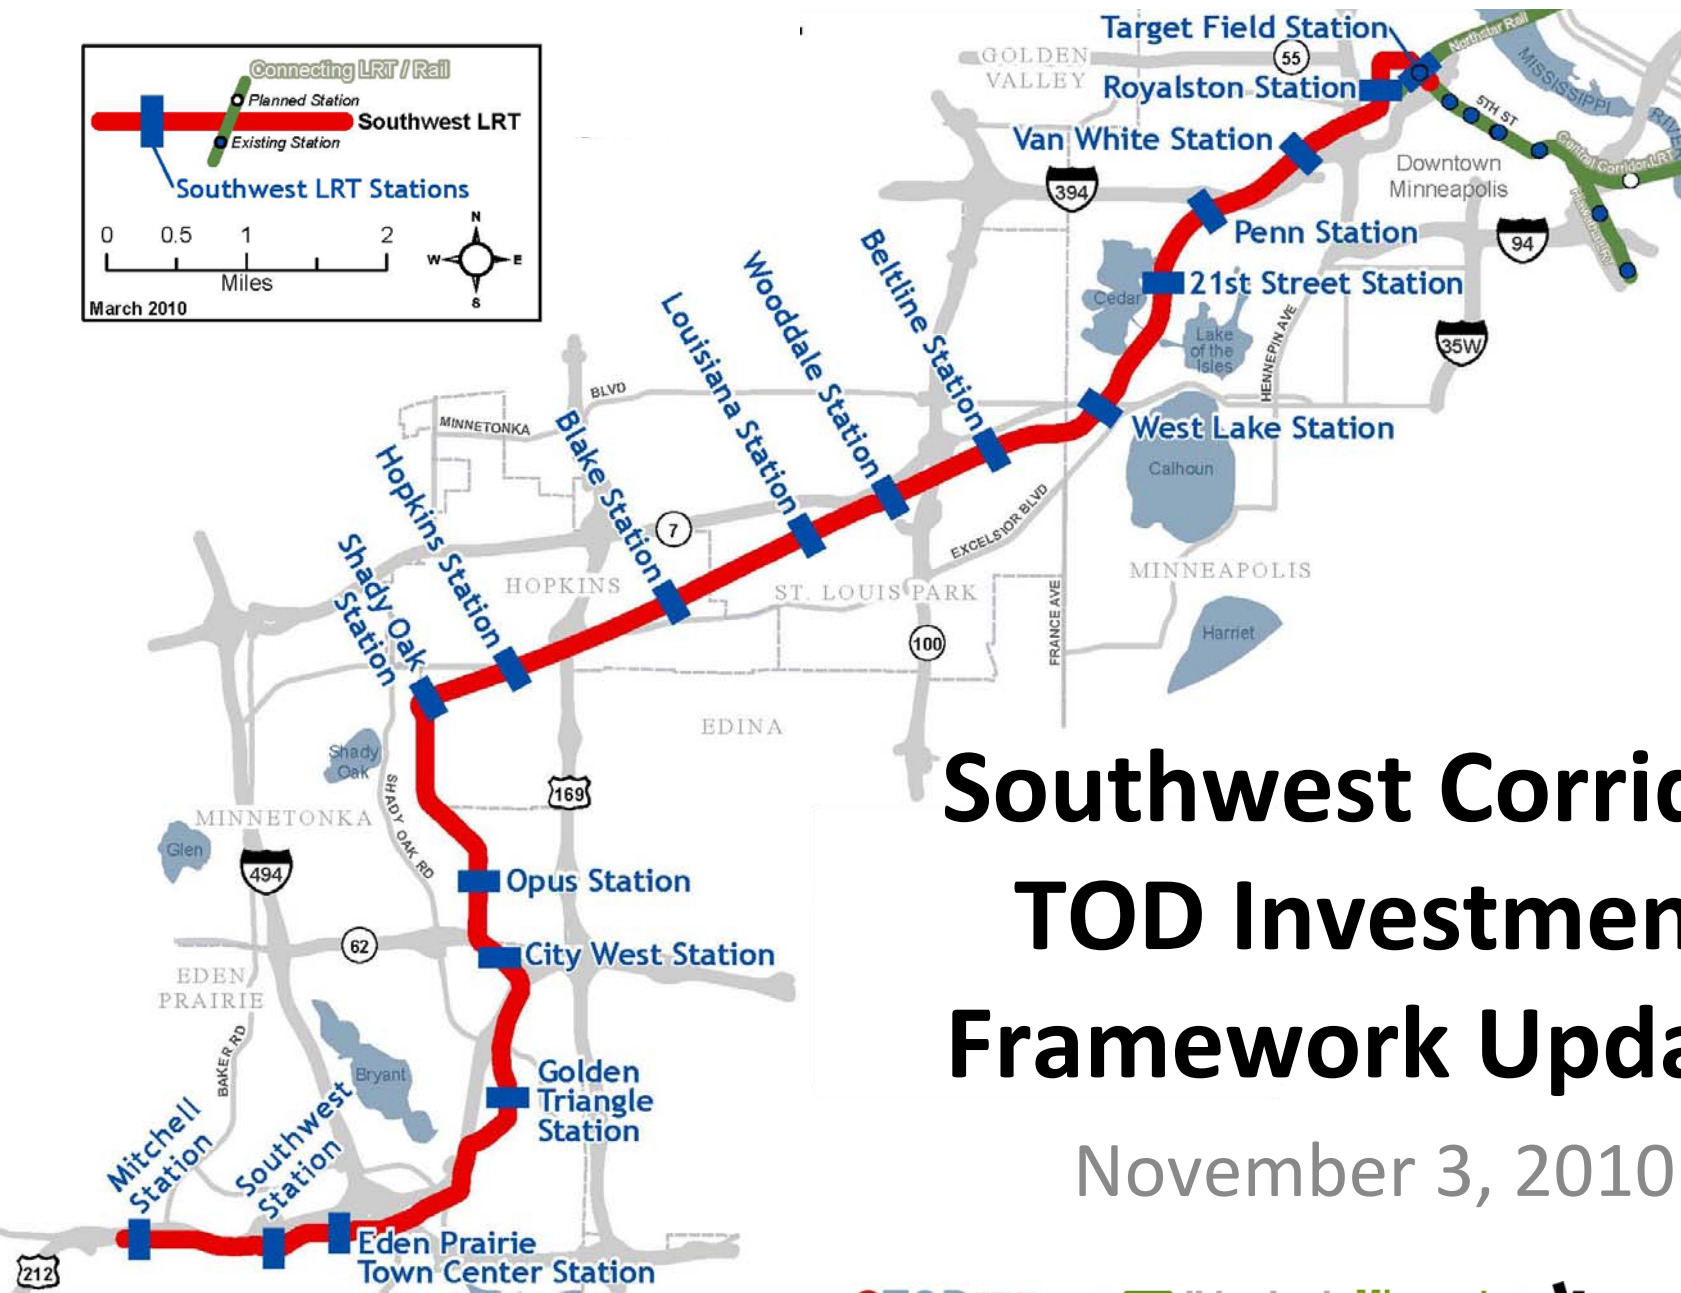 Connecting LRT / Rail
Planned Station
Southwest LRT
Existing Station
Southwest LRT Stations
0 0.5 1 2
Miles
N
W E
S
March 2010
Target Field Station
Northstar Rail
GOLDEN
VALLEY
55
MISSISSIPPI
RIVER
Royalston Station
5TH ST
Van White Station
Central Corridor LRT
Downtown
Minneapolis
394
Penn Station
94
Cedar
21st Street Station
Lake
of the
Isles
HENNEPIN AVE
35W
Beltline Station
Wooddale Station
Louisiana Station
Blake Station
Hopkins Station
Shady Oak
Station
BLVD
MINNETONKA
West Lake Station
Calhoun
7
EXCELSIOR BLVD
HOPKINS
ST. LOUIS PARK
MINNEAPOLIS
FRANCE AVE
Harriet
100
EDINA
Shady
Oak
SHADY OAK RD
169
MINNETONKA
Glen
494
Opus Station
62
City West Station
EDEN
PRAIRIE
BAKER RD
Bryant
Golden
Triangle
Station
Mitchell
Station
Southwest
Station
Eden Prairie
Town Center Station
212
Southwest Corrid
TOD Investmen
Framework Upda
November 3, 2010